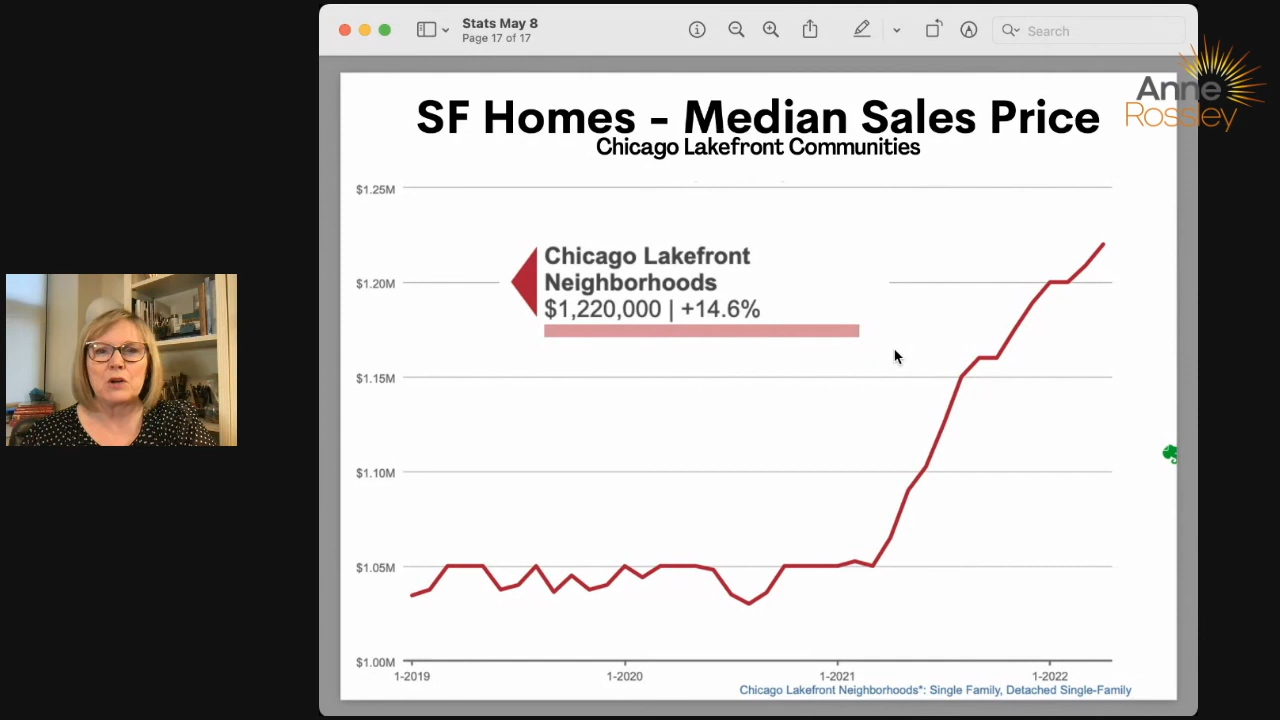 Stats May 8
Page 17 of 17
Search
Anne
Rossley
SF Homes - Median Sales Price
Chicago Lakefront Communities
$1.25M
Chicago Lakefront
Neighborhoods
$1,220,000 | +14.6%
$1.20M
$1.15M
$1.10M
$1.05M
$1.00M
1-2019
1-2020
1-2021
1-2022
Chicago Lakefront Neighborhoods*: Single Family, Detached Single-Family